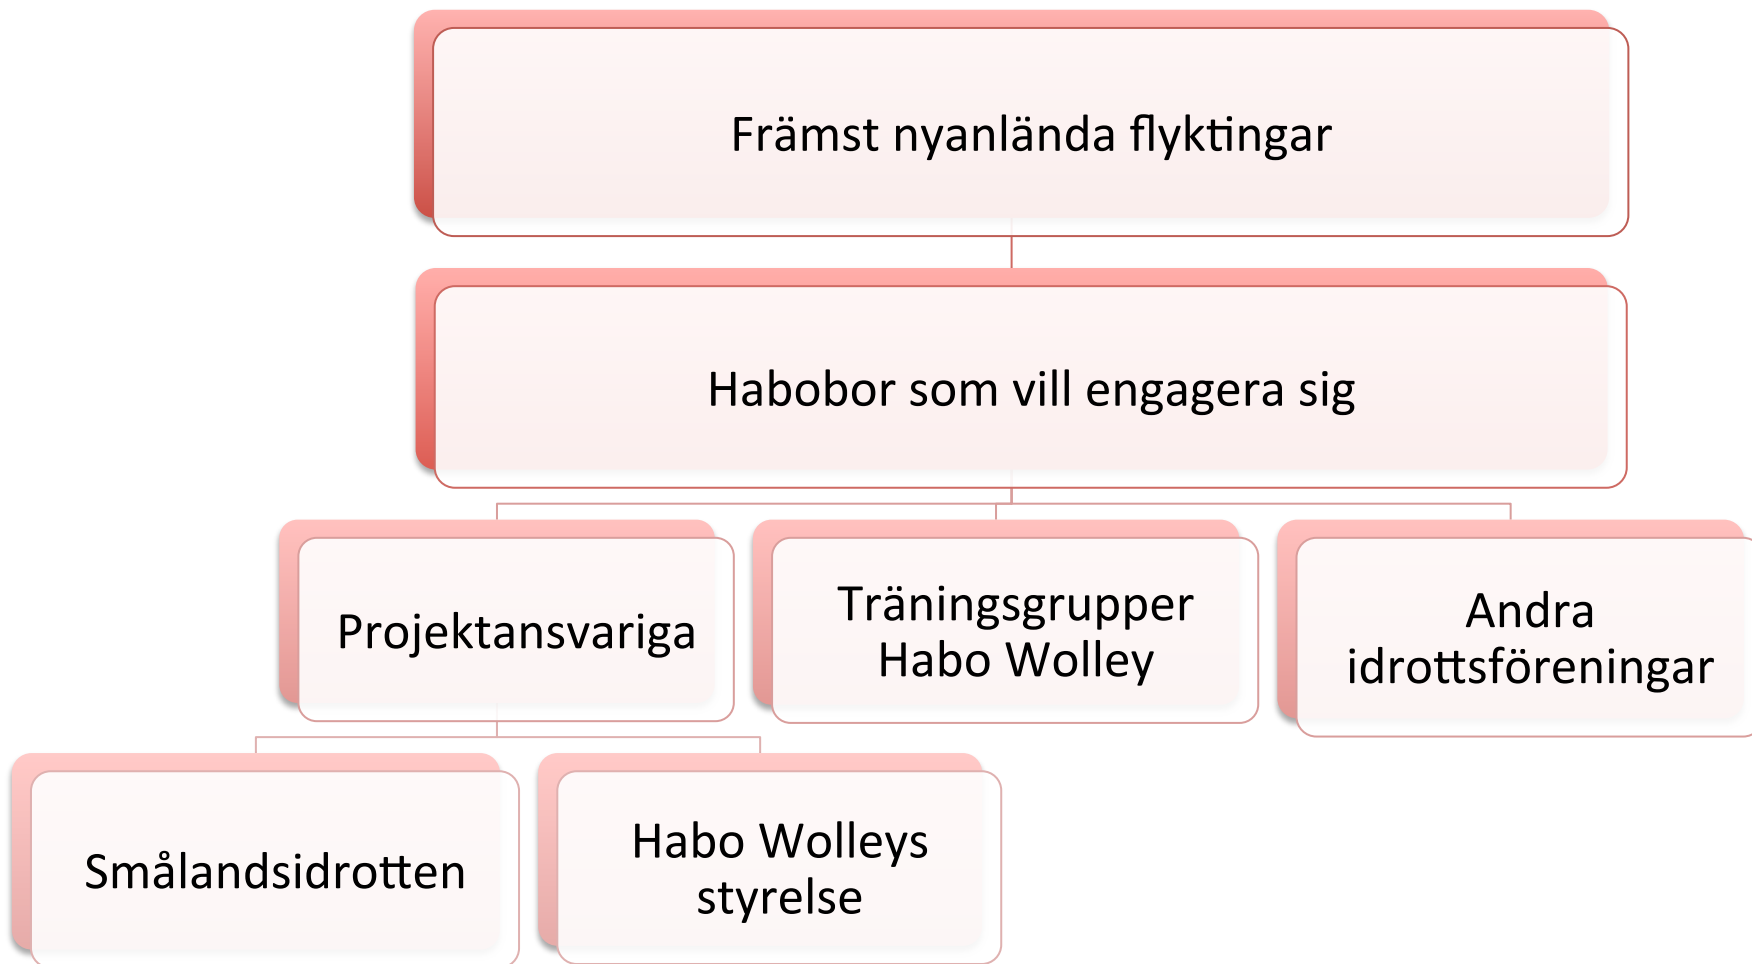 Främst nyanlända flyktingar
Habobor som vill engagera sig
Projektansvariga
Träningsgrupper
Habo Wolley
Andra
idrottsföreningar
Smålandsidrotten
Habo Wolleys
styrelse